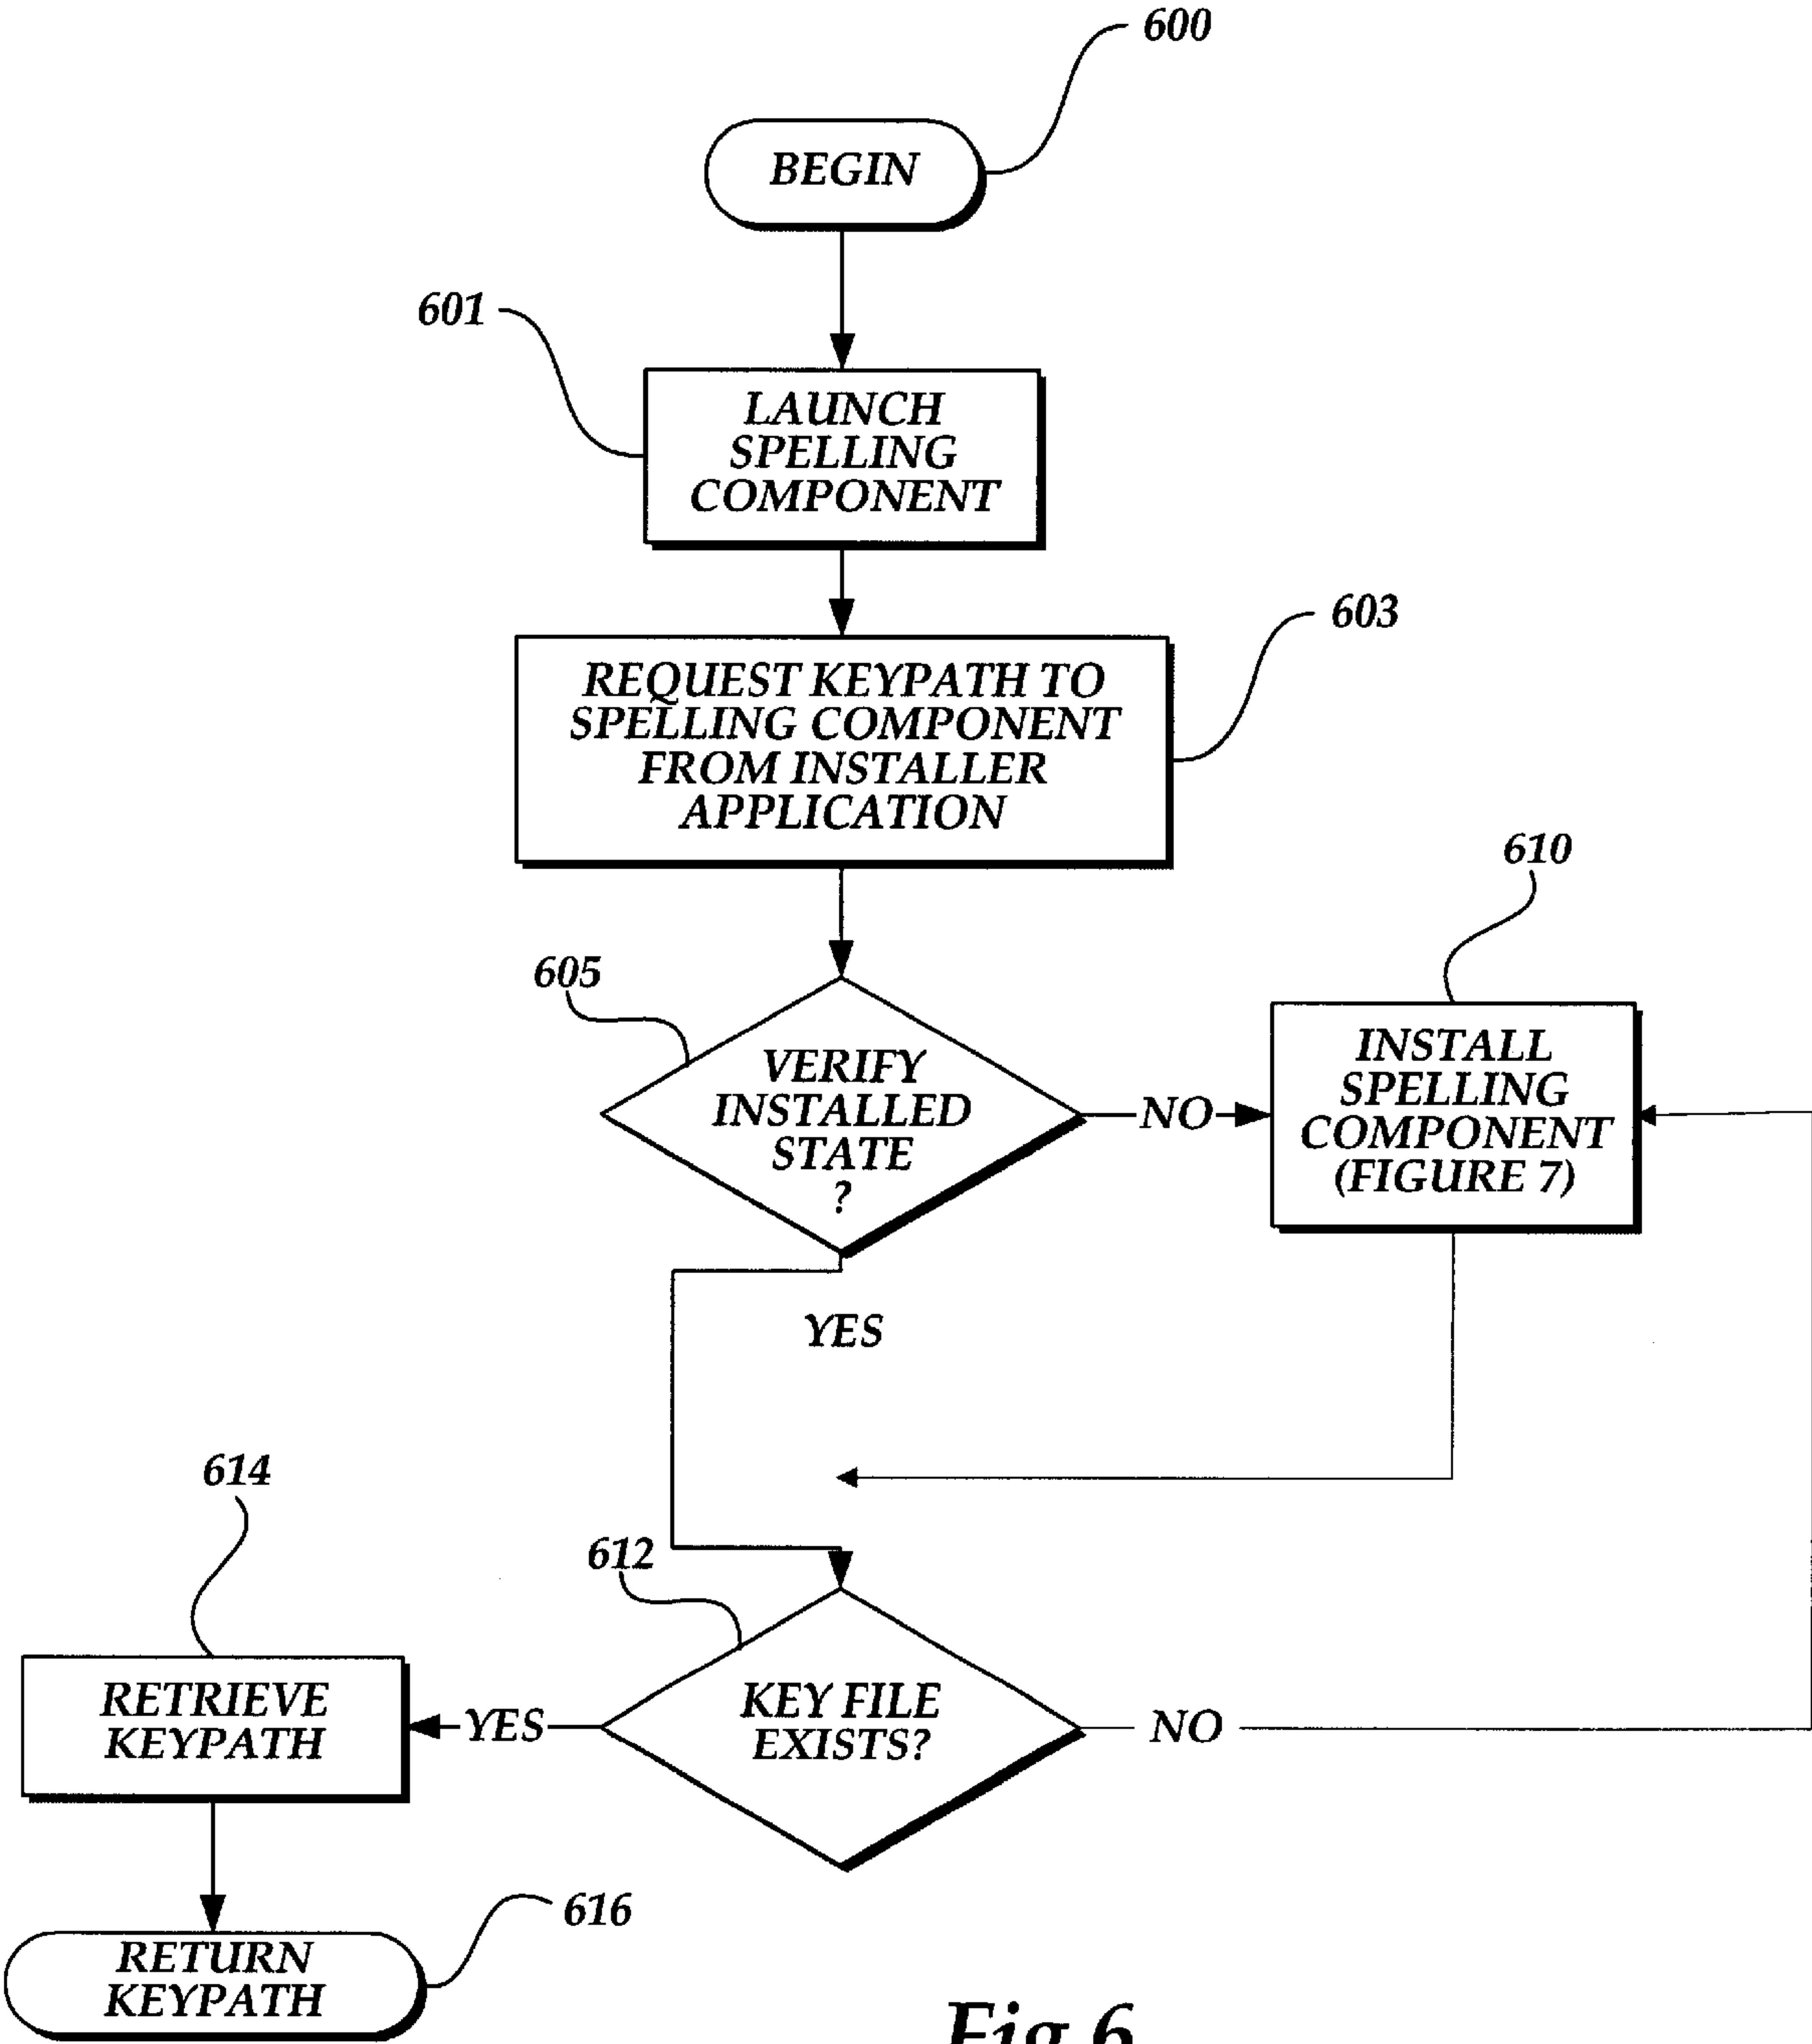 600
BEGIN
601
LAUNCH
SPELLING
COMPONENT
603
REQUEST KEYPATH TO
SPELLING COMPONENT
FROM INSTALLER
APPLICATION
610
605
VERIFY
INSTALLED
STATE
?
NO
INSTALL
SPELLING
COMPONENT
(FIGURE 7)
YES
614
612
RETRIEVE
KEYPATH
YES
KEY FILE
EXISTS?
NO
616
RETURN
KEYPATH
Fig.6